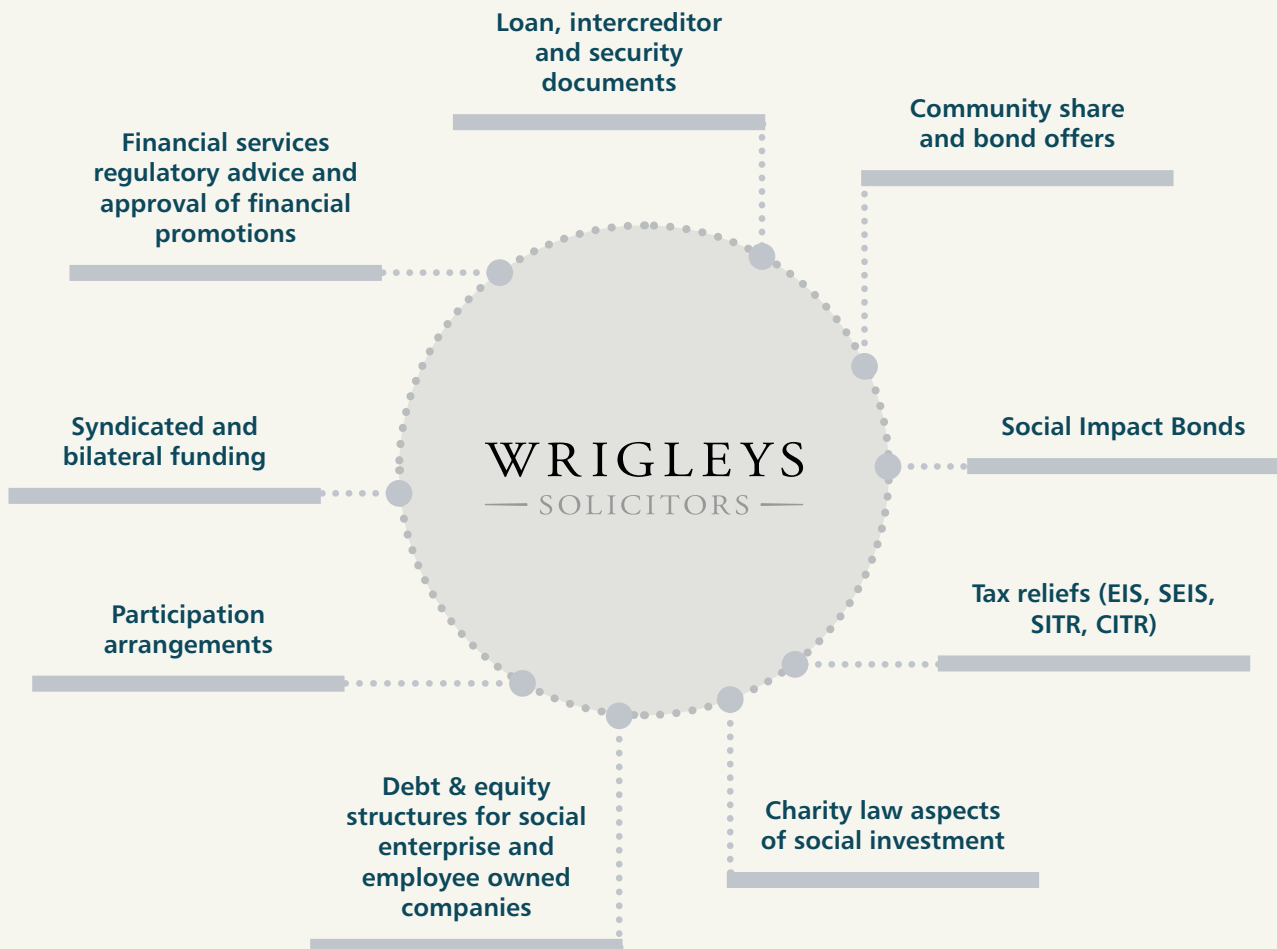 Loan, intercreditor
and security
documents
Community share
and bond offers
Financial services
regulatory advice and
approval of financial
promotions
Social Impact Bonds
Syndicated and
bilateral funding
WRIGLEYS
SOLICITORS
Tax reliefs (EIS, SEIS,
SITR, CITR)
Participation
arrangements
Debt & equity
structures for social
enterprise and
employee owned
companies
Charity law aspects
of social investment